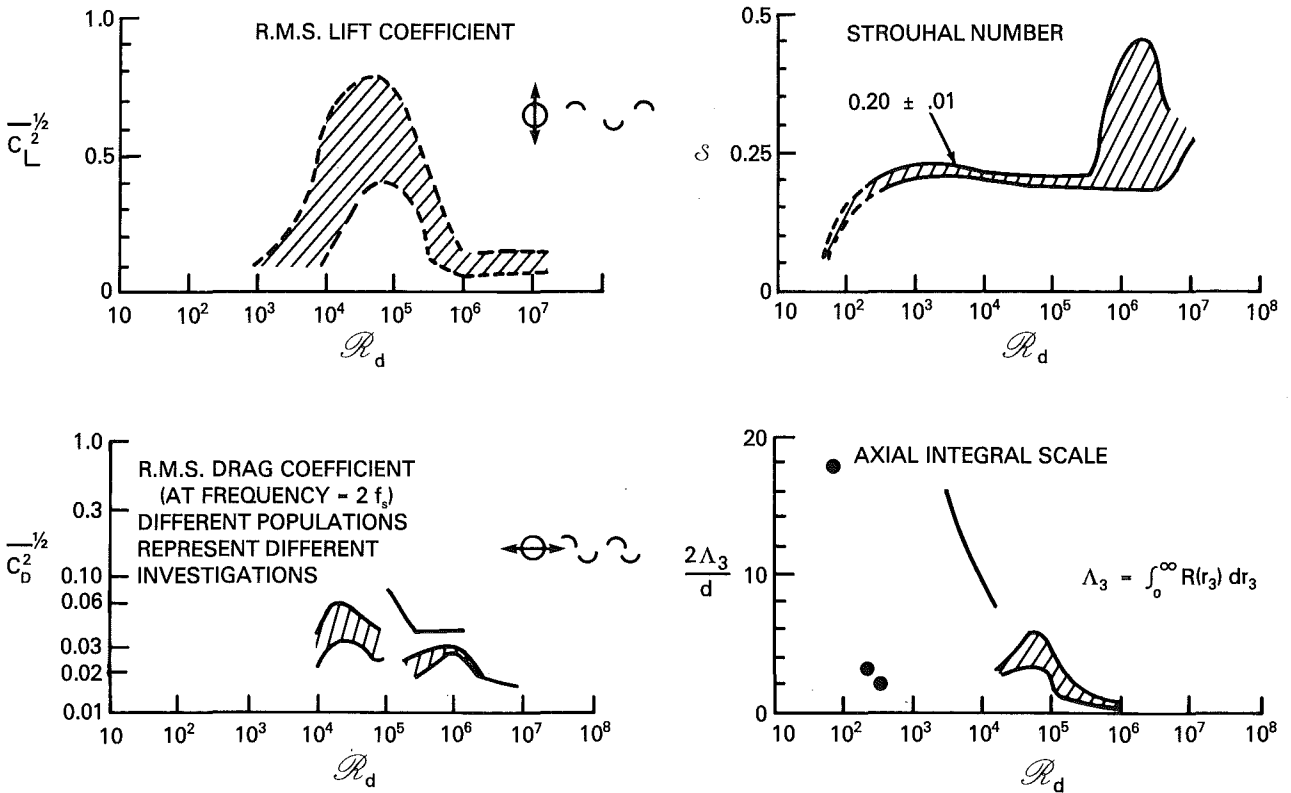 R.M.S. LIFT COEFFICIENT
1.0
0.5
0
C_L^2 ^½
10 10^2 10^3 10^4 10^5 10^6 10^7
ℛ_d
STROUHAL NUMBER
0.20 ± .01
0.5
0.25
0
𝒮
10 10^2 10^3 10^4 10^5 10^6 10^7 10^8
ℛ_d
R.M.S. DRAG COEFFICIENT
(AT FREQUENCY = 2 f_s)
DIFFERENT POPULATIONS
REPRESENT DIFFERENT
INVESTIGATIONS
1.0
0.3
0.10
0.06
0.03
0.02
0.01
C_D^2 ^½
10 10^2 10^3 10^4 10^5 10^6 10^7 10^8
ℛ_d
AXIAL INTEGRAL SCALE
20
10
0
2Λ_3
d
Λ_3 = ∫_0^∞ R(r_3) dr_3
10 10^2 10^3 10^4 10^5 10^6 10^7 10^8
ℛ_d